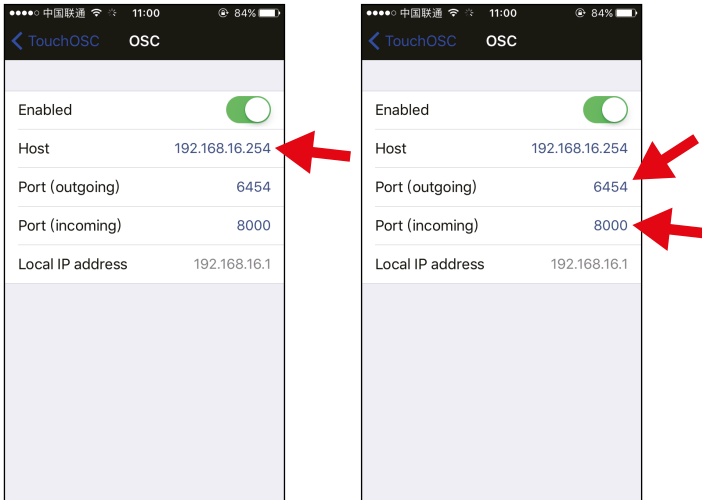 中国联通 11:00 84%
TouchOSC OSC
Enabled
Host 192.168.16.254
Port (outgoing) 6454
Port (incoming) 8000
Local IP address 192.168.16.1
中国联通 11:00 84%
TouchOSC OSC
Enabled
Host 192.168.16.254
Port (outgoing) 6454
Port (incoming) 8000
Local IP address 192.168.16.1